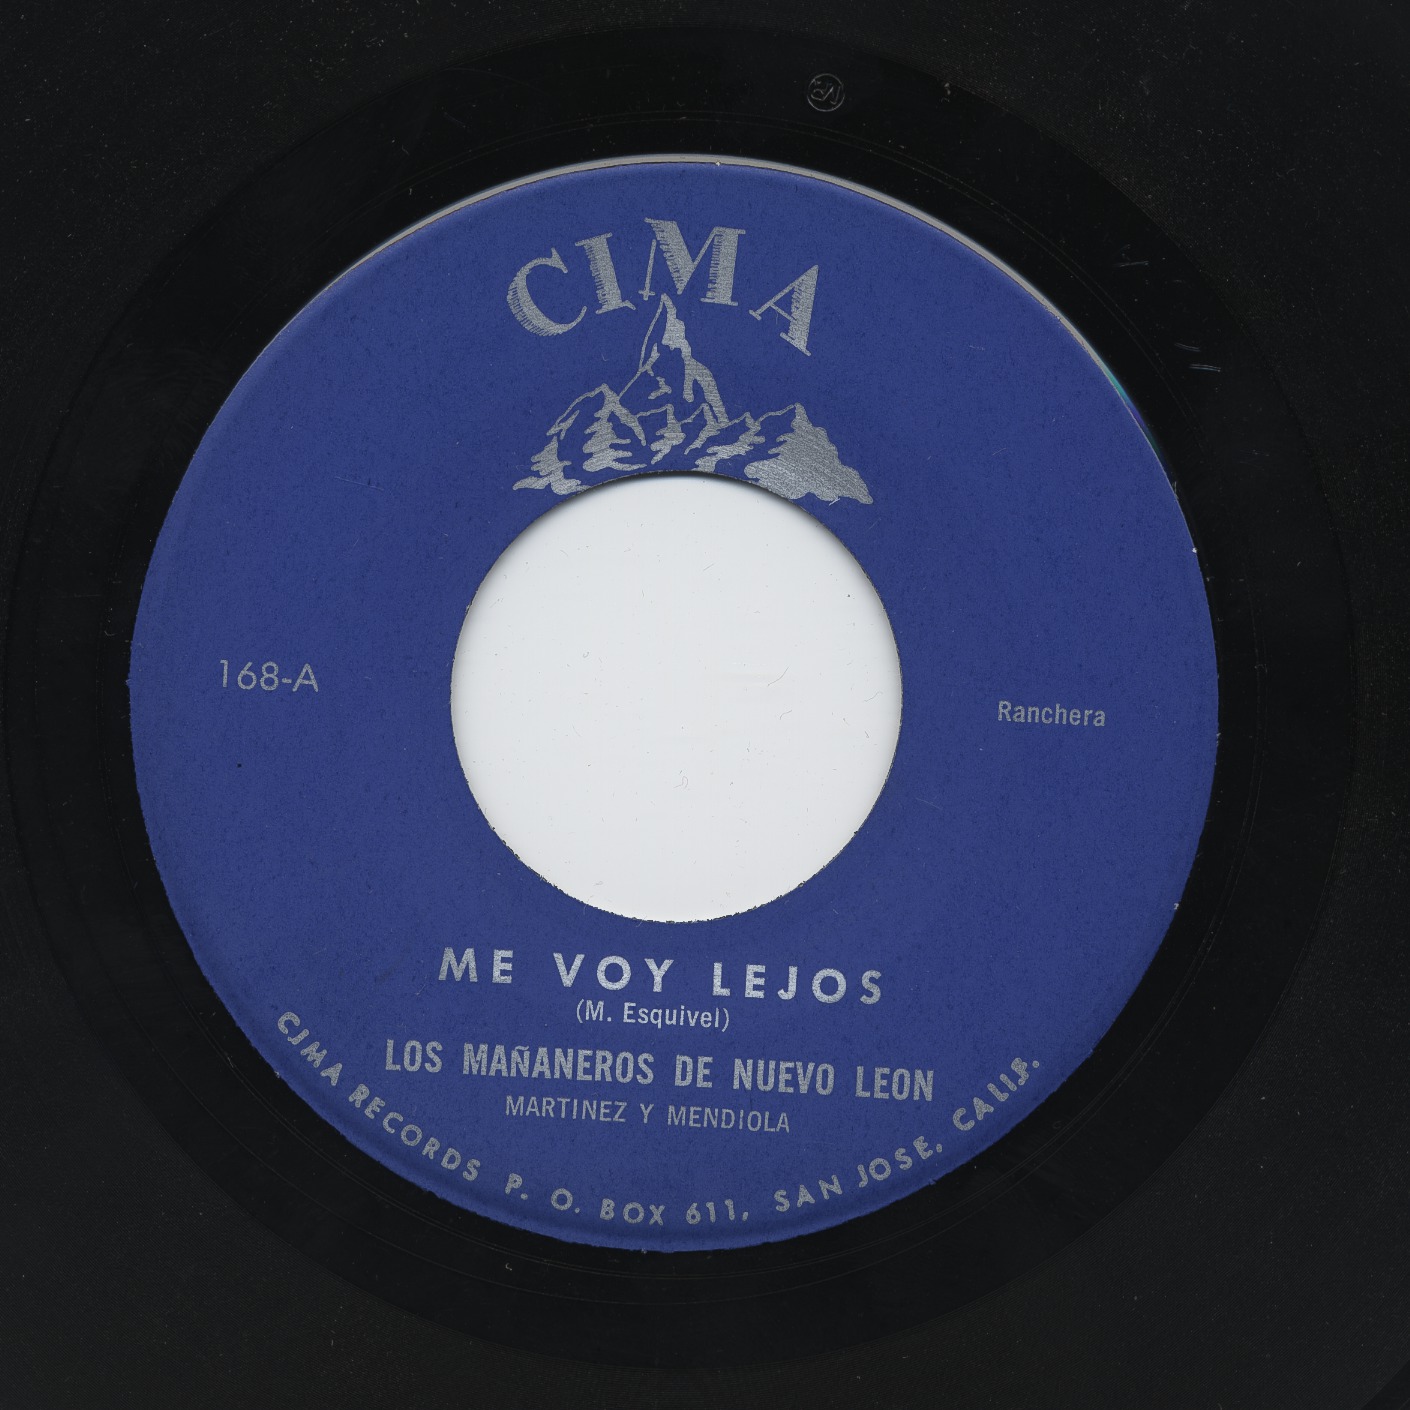 CIMA
168-A
Ranchera
ME VOY LEJOS
(M. Esquivel)
LOS MAÑANEROS DE NUEVO LEON
MARTINEZ Y MENDIOLA
CIMA RECORDS P. O. BOX 611, SAN JOSE, CALIF.